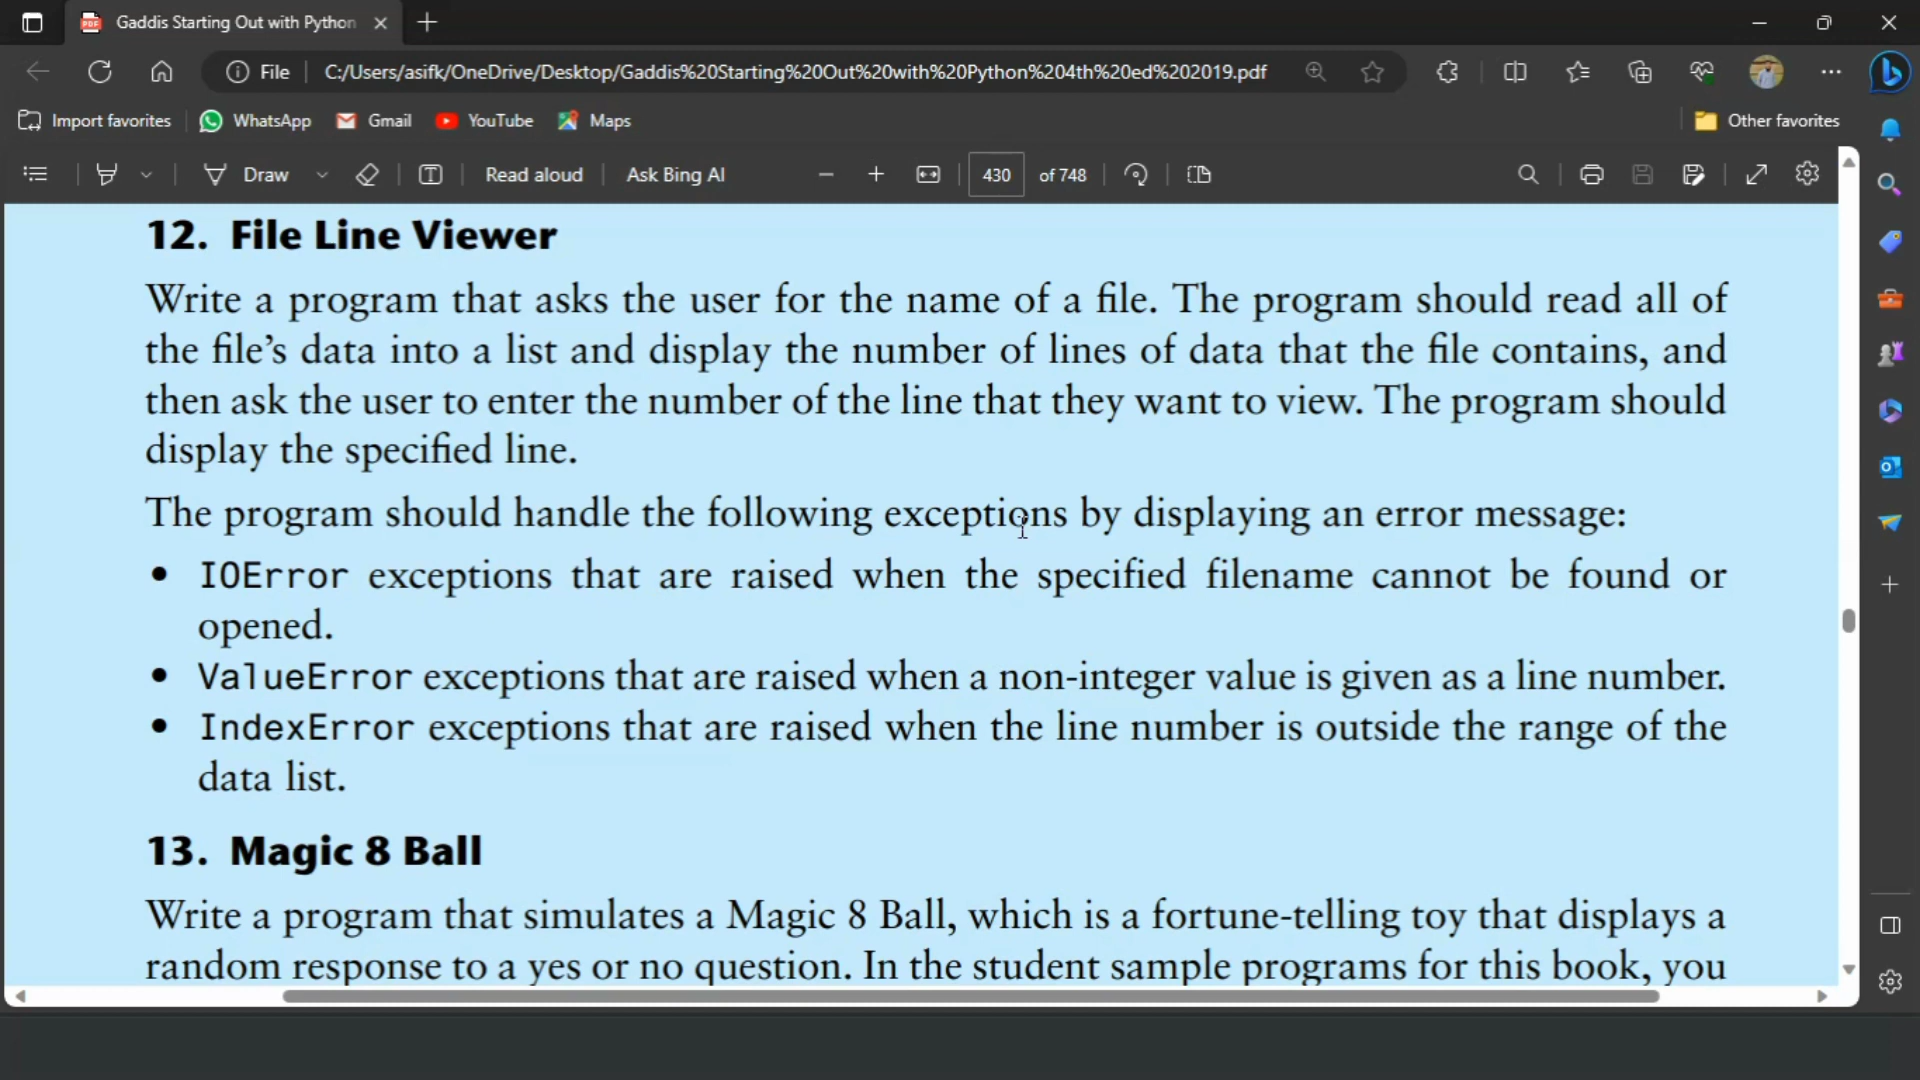 Gaddis Starting Out with Python
File C:/Users/asifk/OneDrive/Desktop/Gaddis%20Starting%20Out%20with%20Python%204th%20ed%202019.pdf
Import favorites WhatsApp Gmail YouTube Maps Other favorites
Draw Read aloud Ask Bing AI 430 of 748
12. File Line Viewer
Write a program that asks the user for the name of a file. The program should read all of
the file’s data into a list and display the number of lines of data that the file contains, and
then ask the user to enter the number of the line that they want to view. The program should
display the specified line.
The program should handle the following exceptions by displaying an error message:
• IOError exceptions that are raised when the specified filename cannot be found or
opened.
• ValueError exceptions that are raised when a non-integer value is given as a line number.
• IndexError exceptions that are raised when the line number is outside the range of the
data list.
13. Magic 8 Ball
Write a program that simulates a Magic 8 Ball, which is a fortune-telling toy that displays a
random response to a yes or no question. In the student sample programs for this book, you